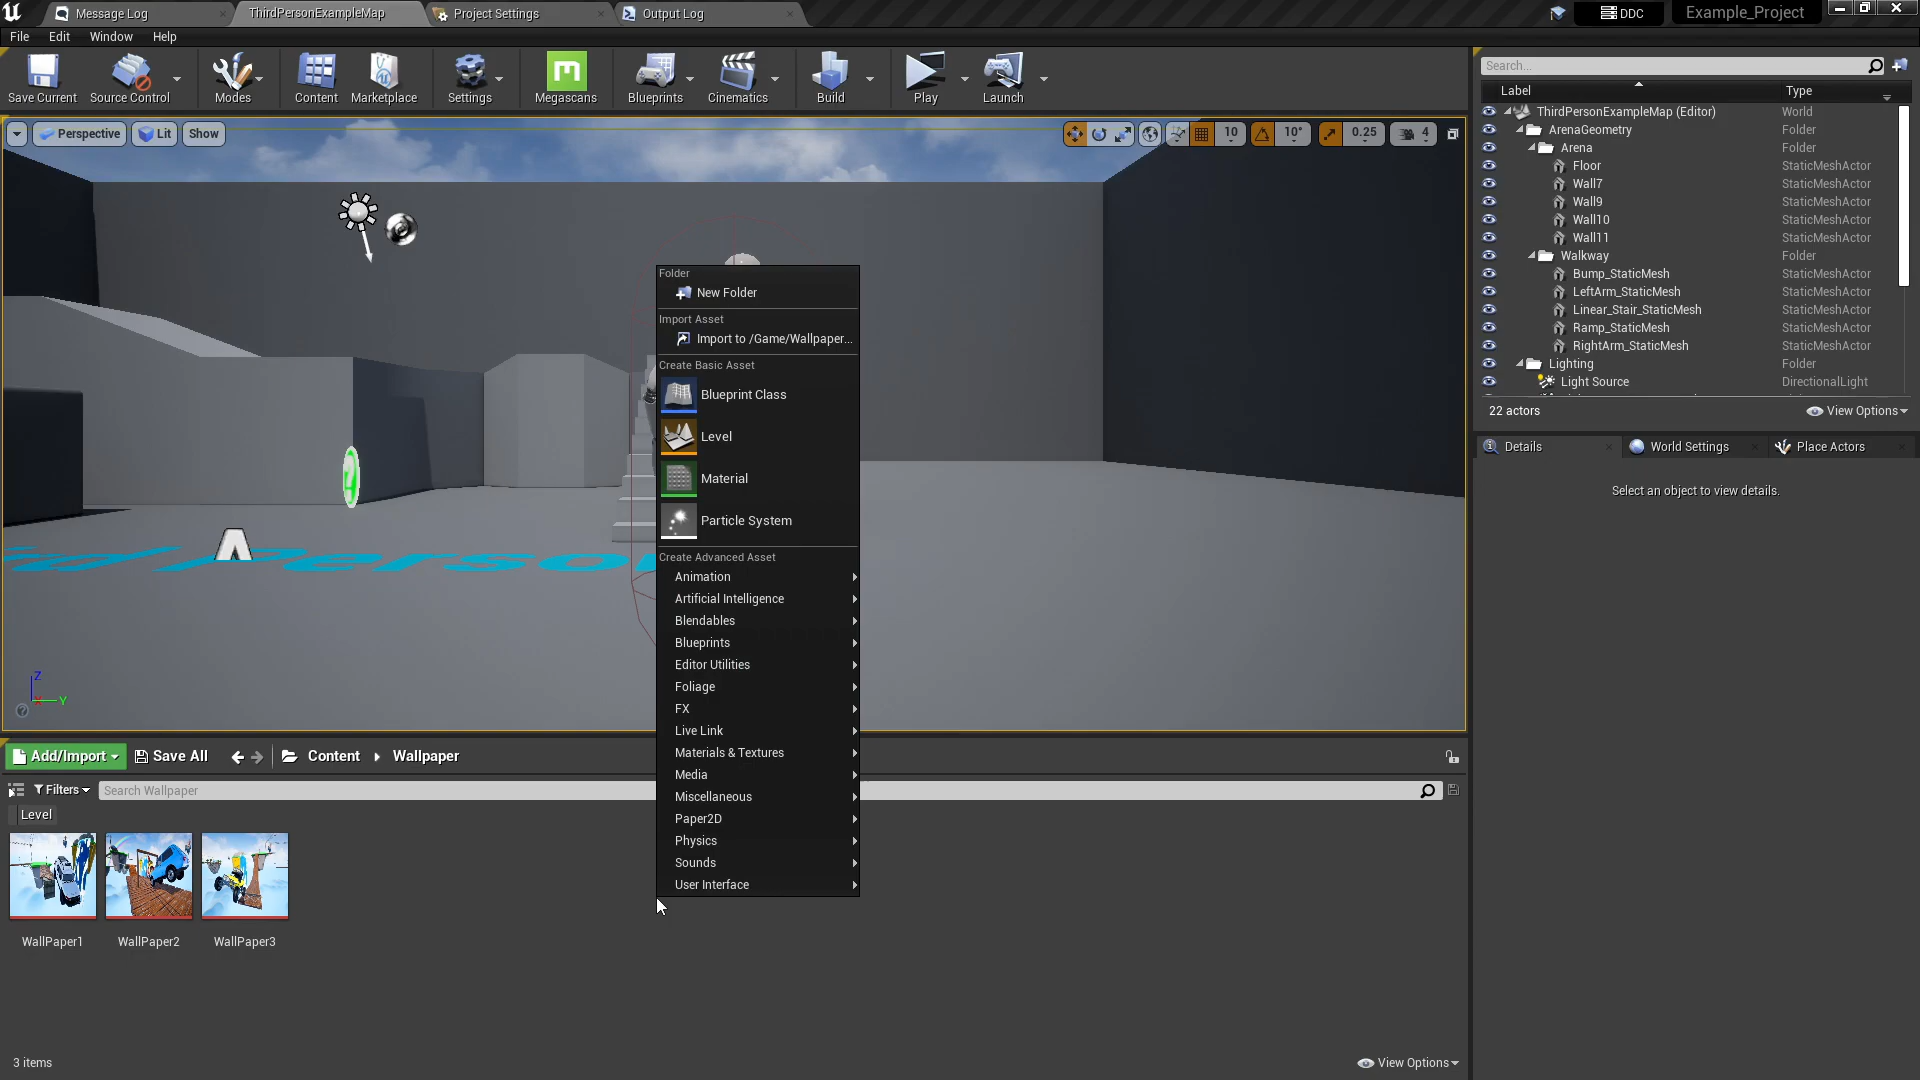 Message Log
ThirdPersonExampleMap
Project Settings
Output Log
DDC
Example_Project
File
Edit
Window
Help
Save Current
Source Control
Modes
Content
Marketplace
Settings
Megascans
Blueprints
Cinematics
Build
Play
Launch
Perspective
Lit
Show
10
10°
0.25
4
Search...
Label
Type
ThirdPersonExampleMap (Editor)
World
ArenaGeometry
Folder
Arena
Folder
Floor
StaticMeshActor
Wall7
StaticMeshActor
Wall9
StaticMeshActor
Wall10
StaticMeshActor
Wall11
StaticMeshActor
Walkway
Folder
Bump_StaticMesh
StaticMeshActor
LeftArm_StaticMesh
StaticMeshActor
Linear_Stair_StaticMesh
StaticMeshActor
Ramp_StaticMesh
StaticMeshActor
RightArm_StaticMesh
StaticMeshActor
Lighting
Folder
Light Source
DirectionalLight
22 actors
View Options
Details
World Settings
Place Actors
Select an object to view details.
Folder
New Folder
Import Asset
Import to /Game/Wallpaper...
Create Basic Asset
Blueprint Class
Level
Material
Particle System
Create Advanced Asset
Animation
Artificial Intelligence
Blendables
Blueprints
Editor Utilities
Foliage
FX
Live Link
Materials & Textures
Media
Miscellaneous
Paper2D
Physics
Sounds
User Interface
Z
X
Y
Add/Import
Save All
Content
Wallpaper
Filters
Search Wallpaper
Level
WallPaper1
WallPaper2
WallPaper3
3 items
View Options